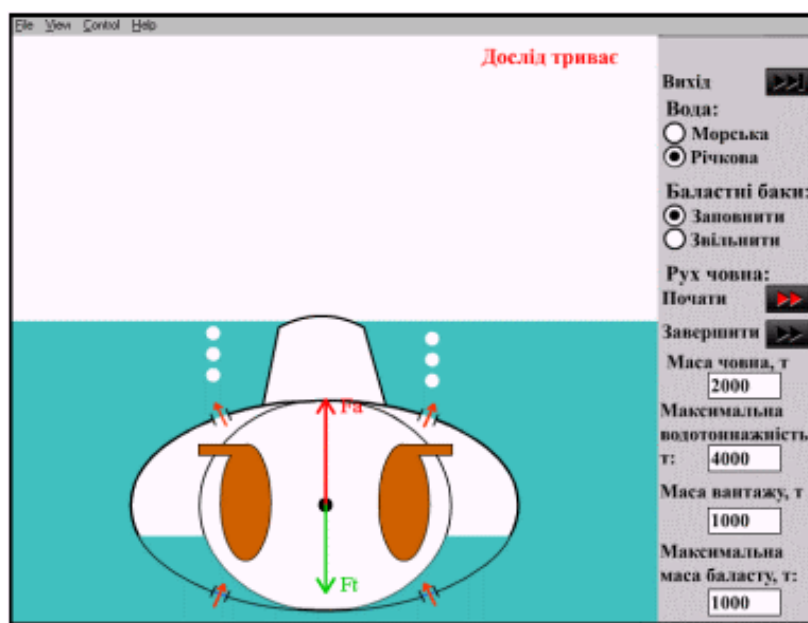 File View Control Help
Дослід триває
Вихід
Вода:
Морська
Річкова
Баластні баки:
Заповнити
Звільнити
Рух човна:
Почати
Завершити
Маса човна, т
2000
Максимальна
водотоннажність,
т: 4000
Маса вантажу, т
1000
Максимальна
маса баласту, т:
1000
Fa
Ft